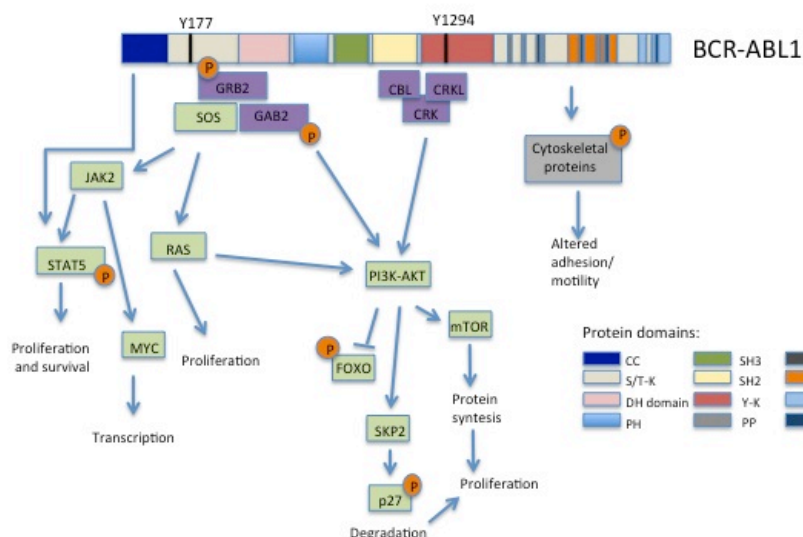 Y177
Y1294
BCR-ABL1
P
GRB2
SOS
GAB2
P
CBL
CRKL
CRK
P
Cytoskeletal
proteins
JAK2
STAT5
P
RAS
PI3K-AKT
Altered
adhesion/
motility
mTOR
Proliferation
and survival
MYC
Proliferation
P
FOXO
Protein
syntesis
Transcription
SKP2
p27
P
Proliferation
Degradation
Protein domains:
CC
SH3
S/T-K
SH2
DH domain
Y-K
PH
PP